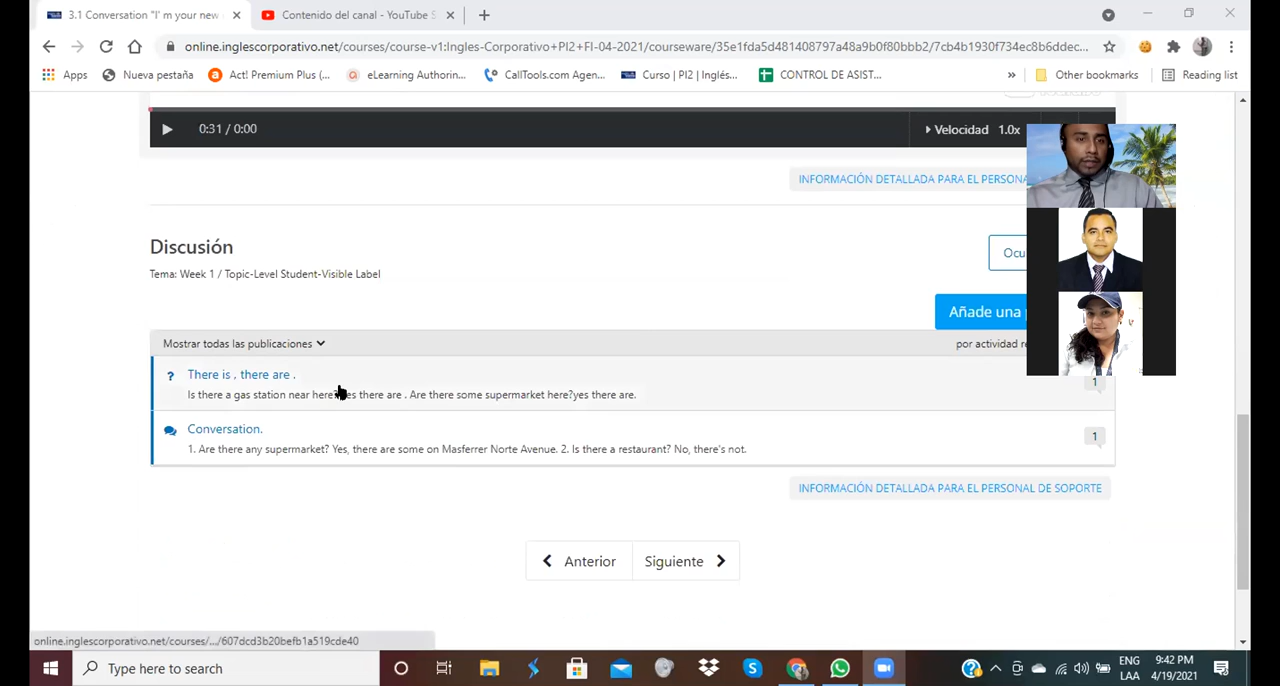 3.1 Conversation "I' m your new
Contenido del canal - YouTube S
online.inglescorporativo.net/courses/course-v1:Ingles-Corporativo+PI2+FI-04-2021/courseware/35e1fda5d481408797a48a9b0f80bbb2/7cb4b1930f734ec8b6ddec...
Apps
Nueva pestaña
Act! Premium Plus (...
eLearning Authorin...
CallTools.com Agen...
Curso | PI2 | Inglés...
CONTROL DE ASIST...
»
Other bookmarks
Reading list
0:31 / 0:00
Velocidad 1.0x
INFORMACIÓN DETALLADA PARA EL PERSONA
Discusión
Ocu
Tema: Week 1 / Topic-Level Student-Visible Label
Añade una
Mostrar todas las publicaciones
por actividad re
? There is , there are .
1
Is there a gas station near here? es there are . Are there some supermarket here?yes there are.
Conversation.
1
1. Are there any supermarket? Yes, there are some on Masferrer Norte Avenue. 2. Is there a restaurant? No, there's not.
INFORMACIÓN DETALLADA PARA EL PERSONAL DE SOPORTE
Anterior
Siguiente
online.inglescorporativo.net/courses/.../607dcd3b20befb1a519cde40
Type here to search
ENG
LAA
9:42 PM
4/19/2021